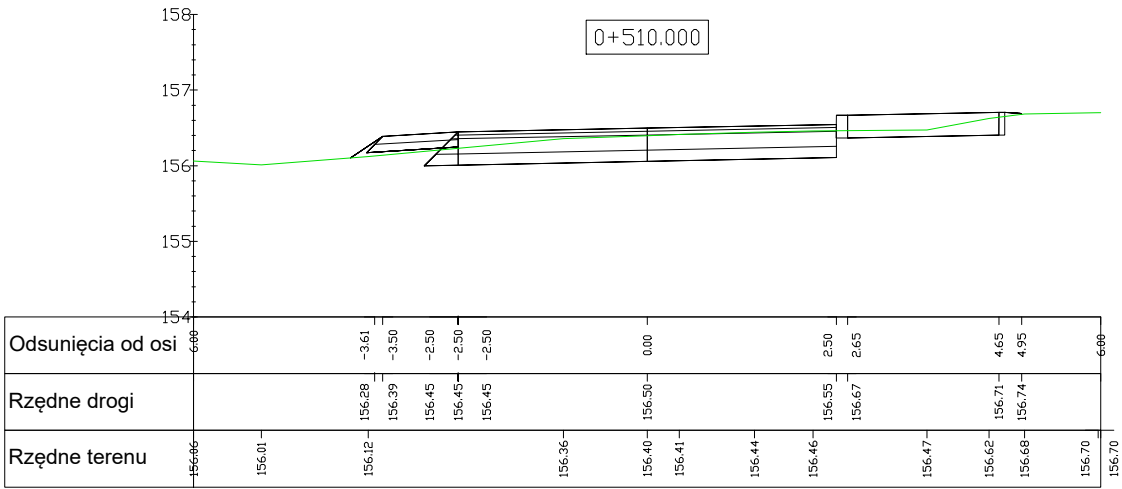 158
0+510.000
157
156
155
154
Odsunięcia od osi 6.00 -3.61 -3.50 -2.50 -2.50 -2.50 0.00 2.50 2.65 4.65 4.95 6.00
Rzędne drogi 156.28 156.39 156.45 156.45 156.45 156.50 156.55 156.67 156.71 156.74
Rzędne terenu 156.06 156.01 156.12 156.36 156.40 156.41 156.44 156.46 156.47 156.62 156.68 156.70 156.70